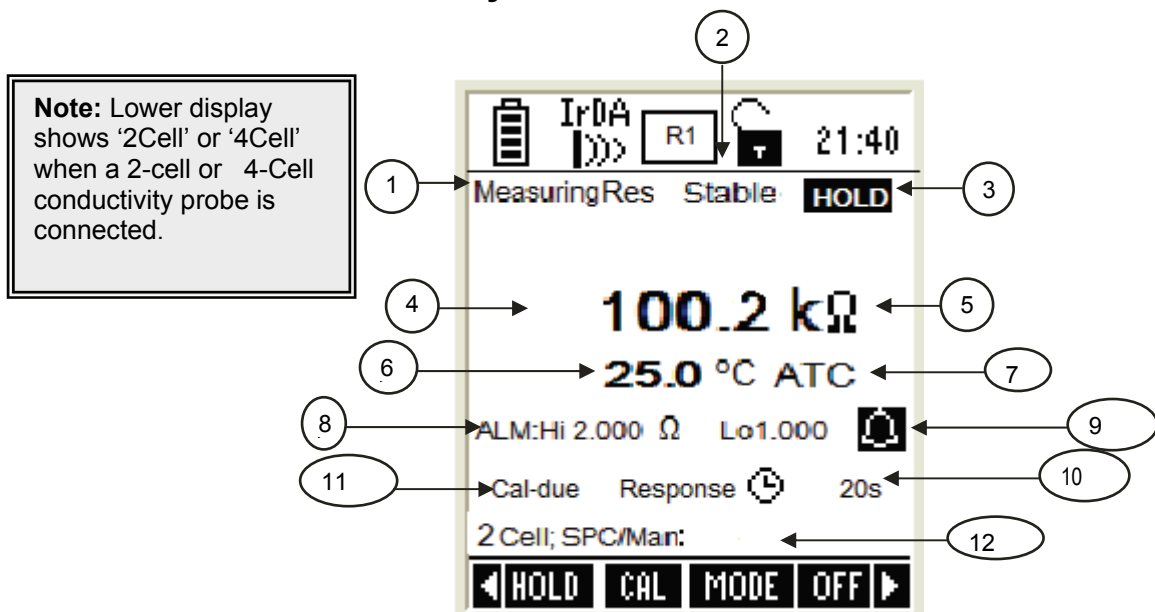 2
Note: Lower display
shows ‘2Cell’ or ‘4Cell’
when a 2-cell or 4-Cell
conductivity probe is
connected.
IrDA R1 T 21:40
1 MeasuringRes Stable HOLD 3
4 100.2 kΩ 5
6 25.0 °C ATC 7
8 ALM:Hi 2.000 Ω Lo1.000 9
11 Cal-due Response 20s 10
2 Cell; SPC/Man: 12
HOLD CAL MODE OFF